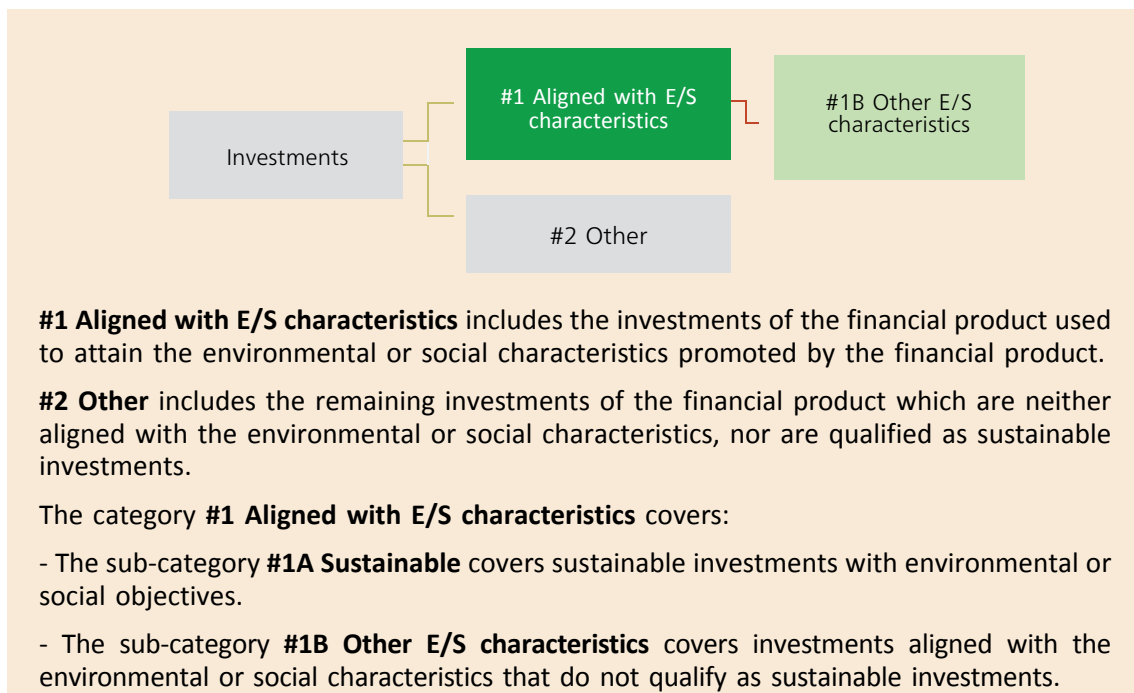 #1 Aligned with E/S
characteristics
#1B Other E/S
characteristics
Investments
#2 Other
#1 Aligned with E/S characteristics includes the investments of the financial product used
to attain the environmental or social characteristics promoted by the financial product.
#2 Other includes the remaining investments of the financial product which are neither
aligned with the environmental or social characteristics, nor are qualified as sustainable
investments.
The category #1 Aligned with E/S characteristics covers:
- The sub-category #1A Sustainable covers sustainable investments with environmental or
social objectives.
- The sub-category #1B Other E/S characteristics covers investments aligned with the
environmental or social characteristics that do not qualify as sustainable investments.